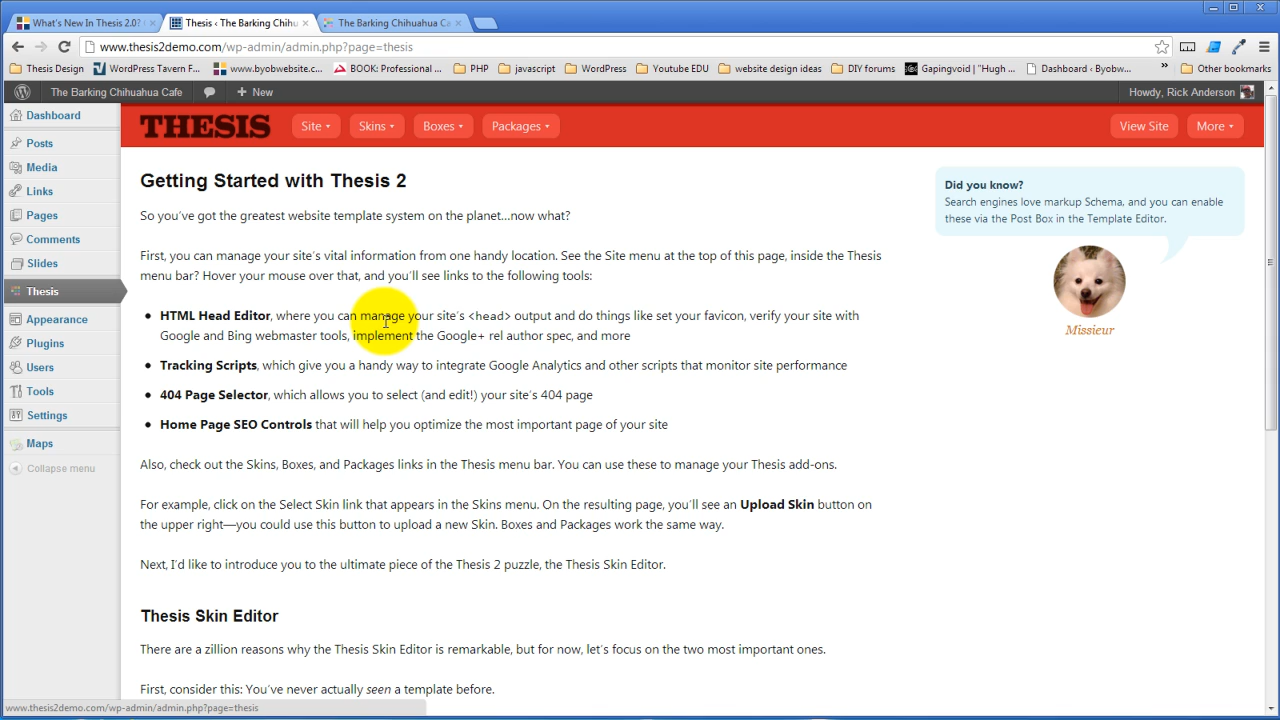 What's New In Thesis 2.0?
Thesis ‹ The Barking Chihu
The Barking Chihuahua Ca
www.thesis2demo.com/wp-admin/admin.php?page=thesis
Thesis Design
WordPress Tavern F...
www.byobwebsite.c...
BOOK: Professional ...
PHP
javascript
WordPress
Youtube EDU
website design ideas
DIY forums
Gapingvoid | "Hugh ...
Dashboard ‹ Byobw...
»
Other bookmarks
The Barking Chihuahua Cafe
+ New
Howdy, Rick Anderson
Dashboard
Posts
Media
Links
Pages
Comments
Slides
Thesis
Appearance
Plugins
Users
Tools
Settings
Maps
Collapse menu
THESIS
Site
Skins
Boxes
Packages
View Site
More
Getting Started with Thesis 2
So you've got the greatest website template system on the planet...now what?
First, you can manage your site's vital information from one handy location. See the Site menu at the top of this page, inside the Thesis
menu bar? Hover your mouse over that, and you'll see links to the following tools:
• HTML Head Editor, where you can manage your site's <head> output and do things like set your favicon, verify your site with
Google and Bing webmaster tools, implement the Google+ rel author spec, and more
• Tracking Scripts, which give you a handy way to integrate Google Analytics and other scripts that monitor site performance
• 404 Page Selector, which allows you to select (and edit!) your site's 404 page
• Home Page SEO Controls that will help you optimize the most important page of your site
Also, check out the Skins, Boxes, and Packages links in the Thesis menu bar. You can use these to manage your Thesis add-ons.
For example, click on the Select Skin link that appears in the Skins menu. On the resulting page, you'll see an Upload Skin button on
the upper right—you could use this button to upload a new Skin. Boxes and Packages work the same way.
Next, I'd like to introduce you to the ultimate piece of the Thesis 2 puzzle, the Thesis Skin Editor.
Thesis Skin Editor
There are a zillion reasons why the Thesis Skin Editor is remarkable, but for now, let's focus on the two most important ones.
First, consider this: You've never actually seen a template before.
Did you know?
Search engines love markup Schema, and you can enable
these via the Post Box in the Template Editor.
Missieur
www.thesis2demo.com/wp-admin/admin.php?page=thesis